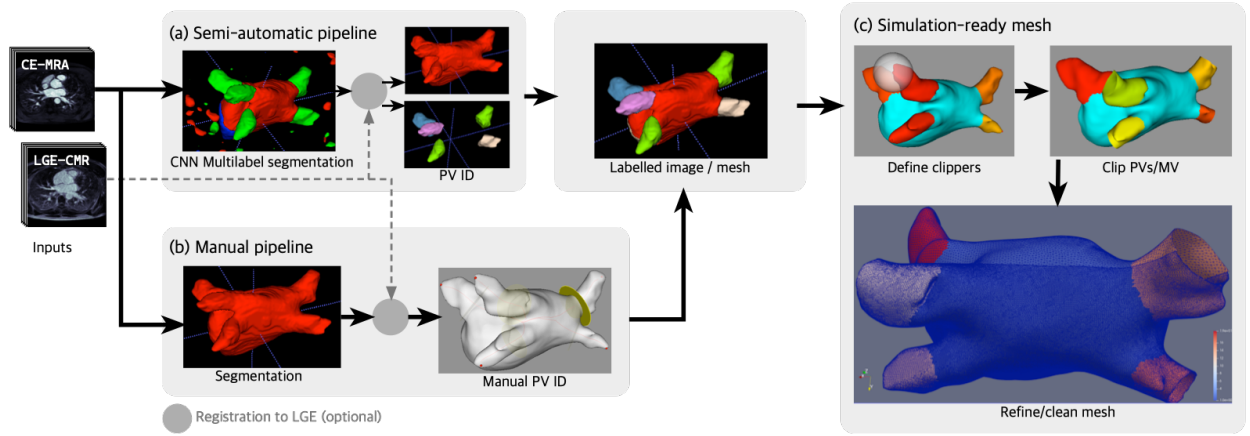 CE-MRA
LGE-CMR
Inputs
(a) Semi-automatic pipeline
CNN Multilabel segmentation
PV ID
(b) Manual pipeline
Segmentation
Manual PV ID
Registration to LGE (optional)
Labelled image / mesh
(c) Simulation-ready mesh
Define clippers
Clip PVs/MV
Refine/clean mesh